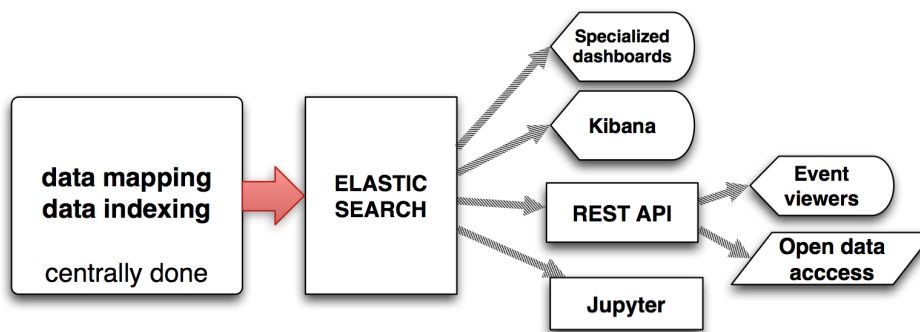 data mapping
data indexing
centrally done
ELASTIC
SEARCH
Specialized
dashboards
Kibana
REST API
Jupyter
Event
viewers
Open data
acccess